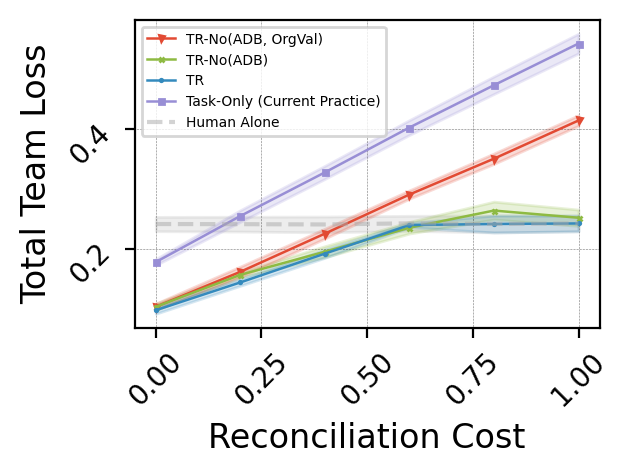 TR-No(ADB, OrgVal)
TR-No(ADB)
TR
Task-Only (Current Practice)
Human Alone
Total Team Loss
0.4
0.2
0.00
0.25
0.50
0.75
1.00
Reconciliation Cost